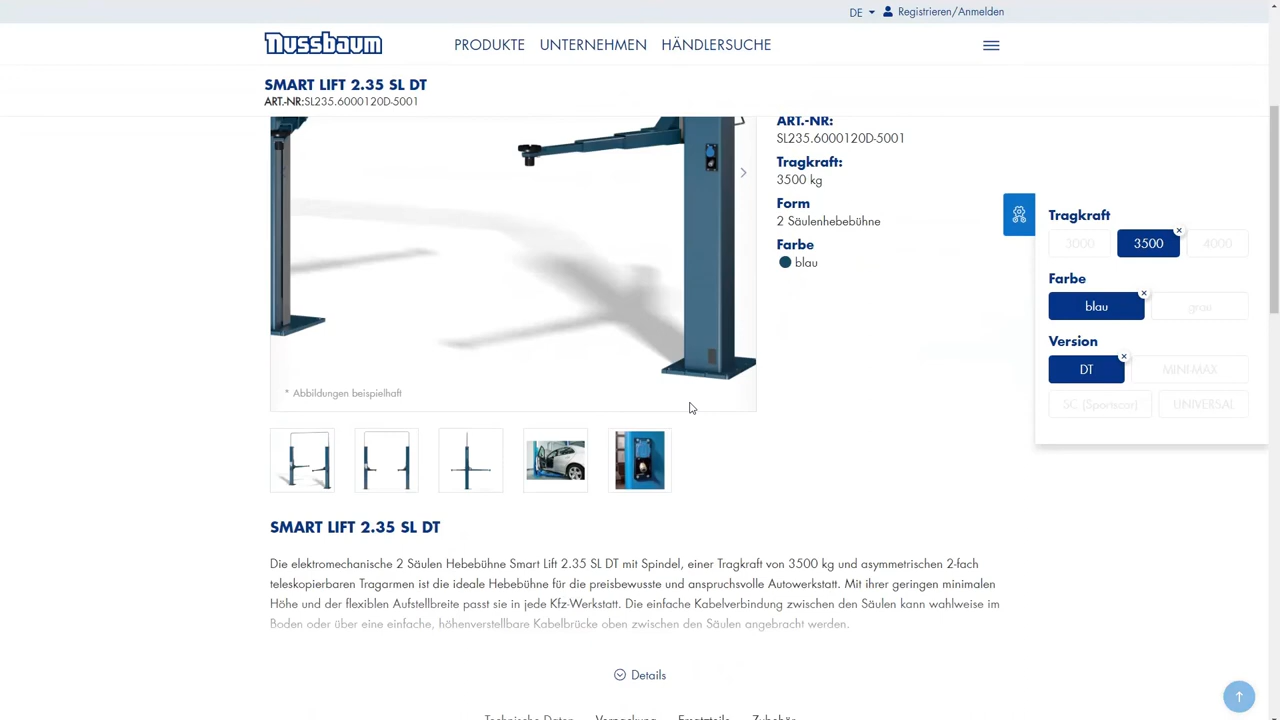 DE
Registrieren/Anmelden
Nussbaum
PRODUKTE UNTERNEHMEN HÄNDLERSUCHE
SMART LIFT 2.35 SL DT
ART.-NR:SL235.6000120D-5001
ART.-NR:
SL235.6000120D-5001
Tragkraft:
3500 kg
Form
2 Säulenhebebühne
Farbe
blau
* Abbildungen beispielhaft
Tragkraft
3000 3500 4000
Farbe
blau grau
Version
DT MINI-MAX
SC (Sportscar) UNIVERSAL
SMART LIFT 2.35 SL DT
Die elektromechanische 2 Säulen Hebebühne Smart Lift 2.35 SL DT mit Spindel, einer Tragkraft von 3500 kg und asymmetrischen 2-fach
teleskopierbaren Tragarmen ist die ideale Hebebühne für die preisbewusste und anspruchsvolle Autowerkstatt. Mit ihrer geringen minimalen
Höhe und der flexiblen Aufstellbreite passt sie in jede Kfz-Werkstatt. Die einfache Kabelverbindung zwischen den Säulen kann wahlweise im
Boden oder über eine einfache, höhenverstellbare Kabelbrücke oben zwischen den Säulen angebracht werden.
Details
Technische Daten Verpackung Ersatzteile Zubehör